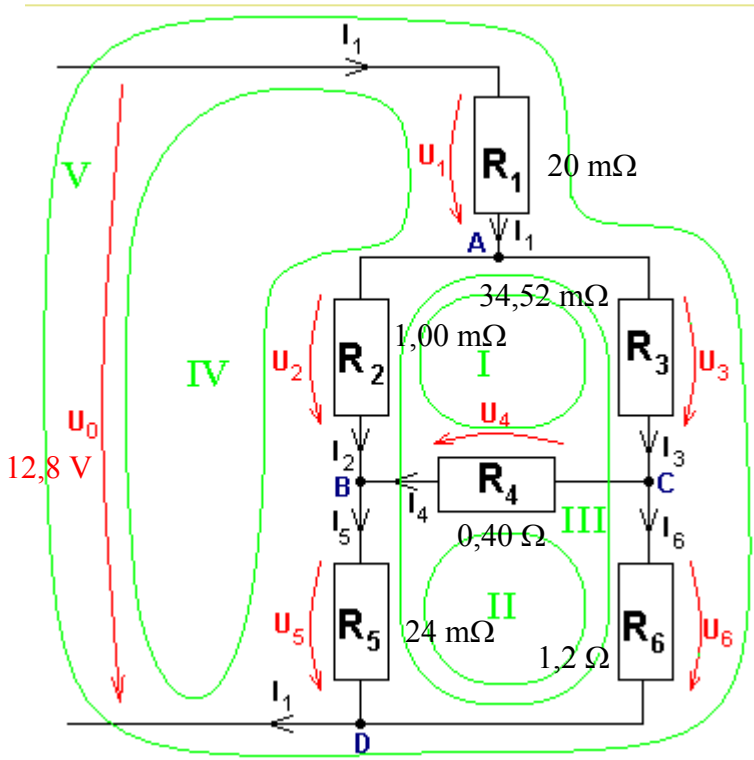 I₁
V
U₁
R₁
20 mΩ
A
I₁
34,52 mΩ
1,00 mΩ
IV
U₂
R₂
I
R₃
U₃
U₀
U₄
12,8 V
I₂
I₃
B
R₄
C
I₄
I₅
III
I₆
0,40 Ω
U₅
R₅
24 mΩ
II
1,2 Ω
R₆
U₆
I₁
D